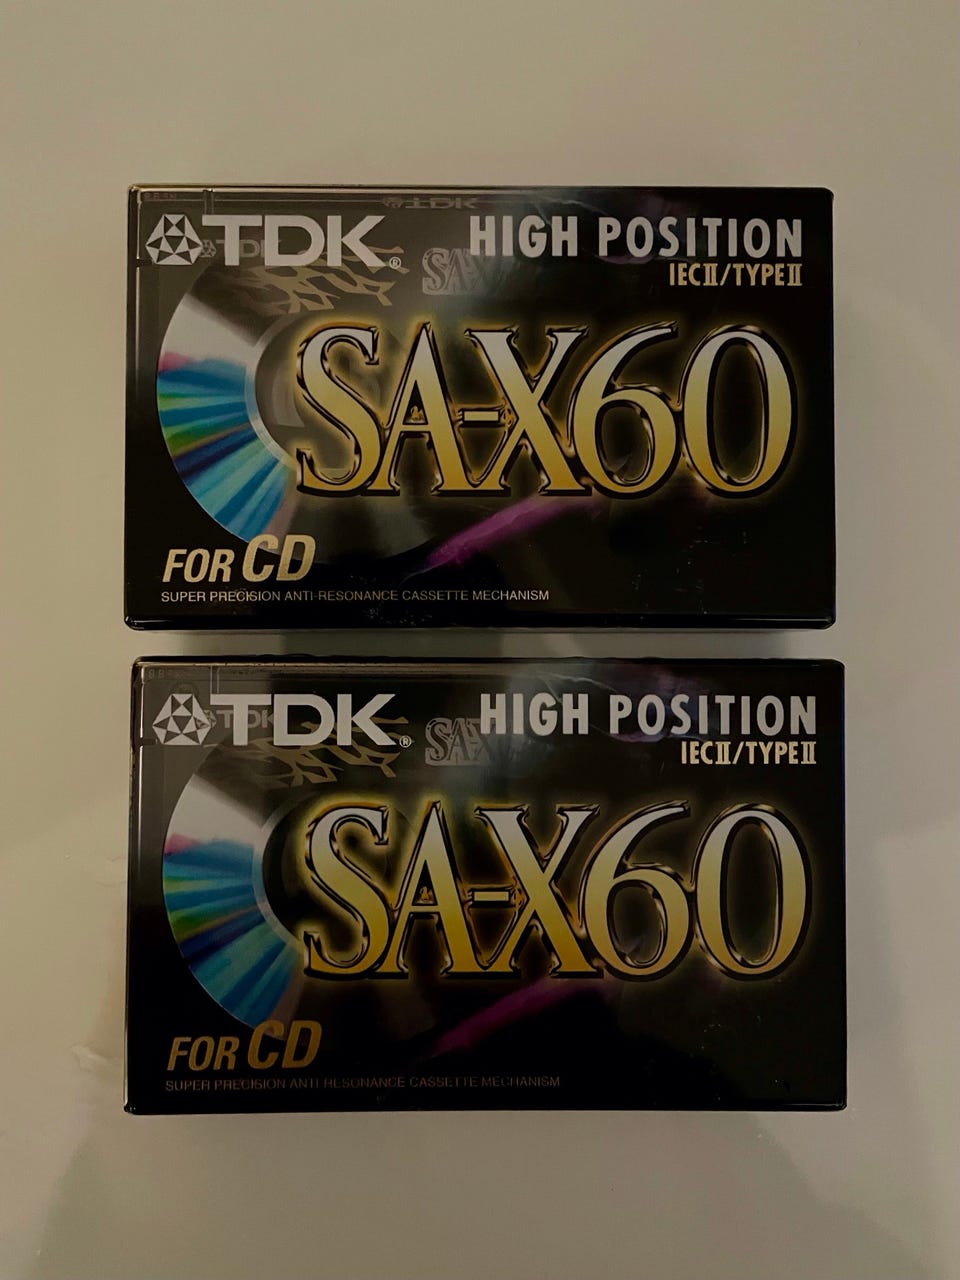 TDK®
HIGH POSITION
IECII/TYPEII
SA-X60
FOR CD
SUPER PRECISION ANTI-RESONANCE CASSETTE MECHANISM
TDK®
HIGH POSITION
IECII/TYPEII
SA-X60
FOR CD
SUPER PRECISION ANTI-RESONANCE CASSETTE MECHANISM